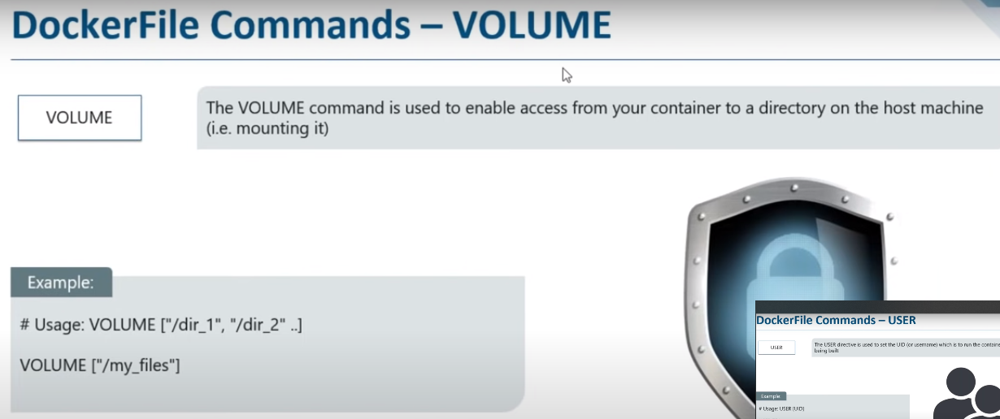 DockerFile Commands – VOLUME
VOLUME
The VOLUME command is used to enable access from your container to a directory on the host machine
(i.e. mounting it)
Example:
# Usage: VOLUME ["/dir_1", "/dir_2" ..]
VOLUME ["/my_files"]
DockerFile Commands – USER
USER
The USER directive is used to set the UID (or username) which is to run the containe
being built
Example:
# Usage: USER [UID]